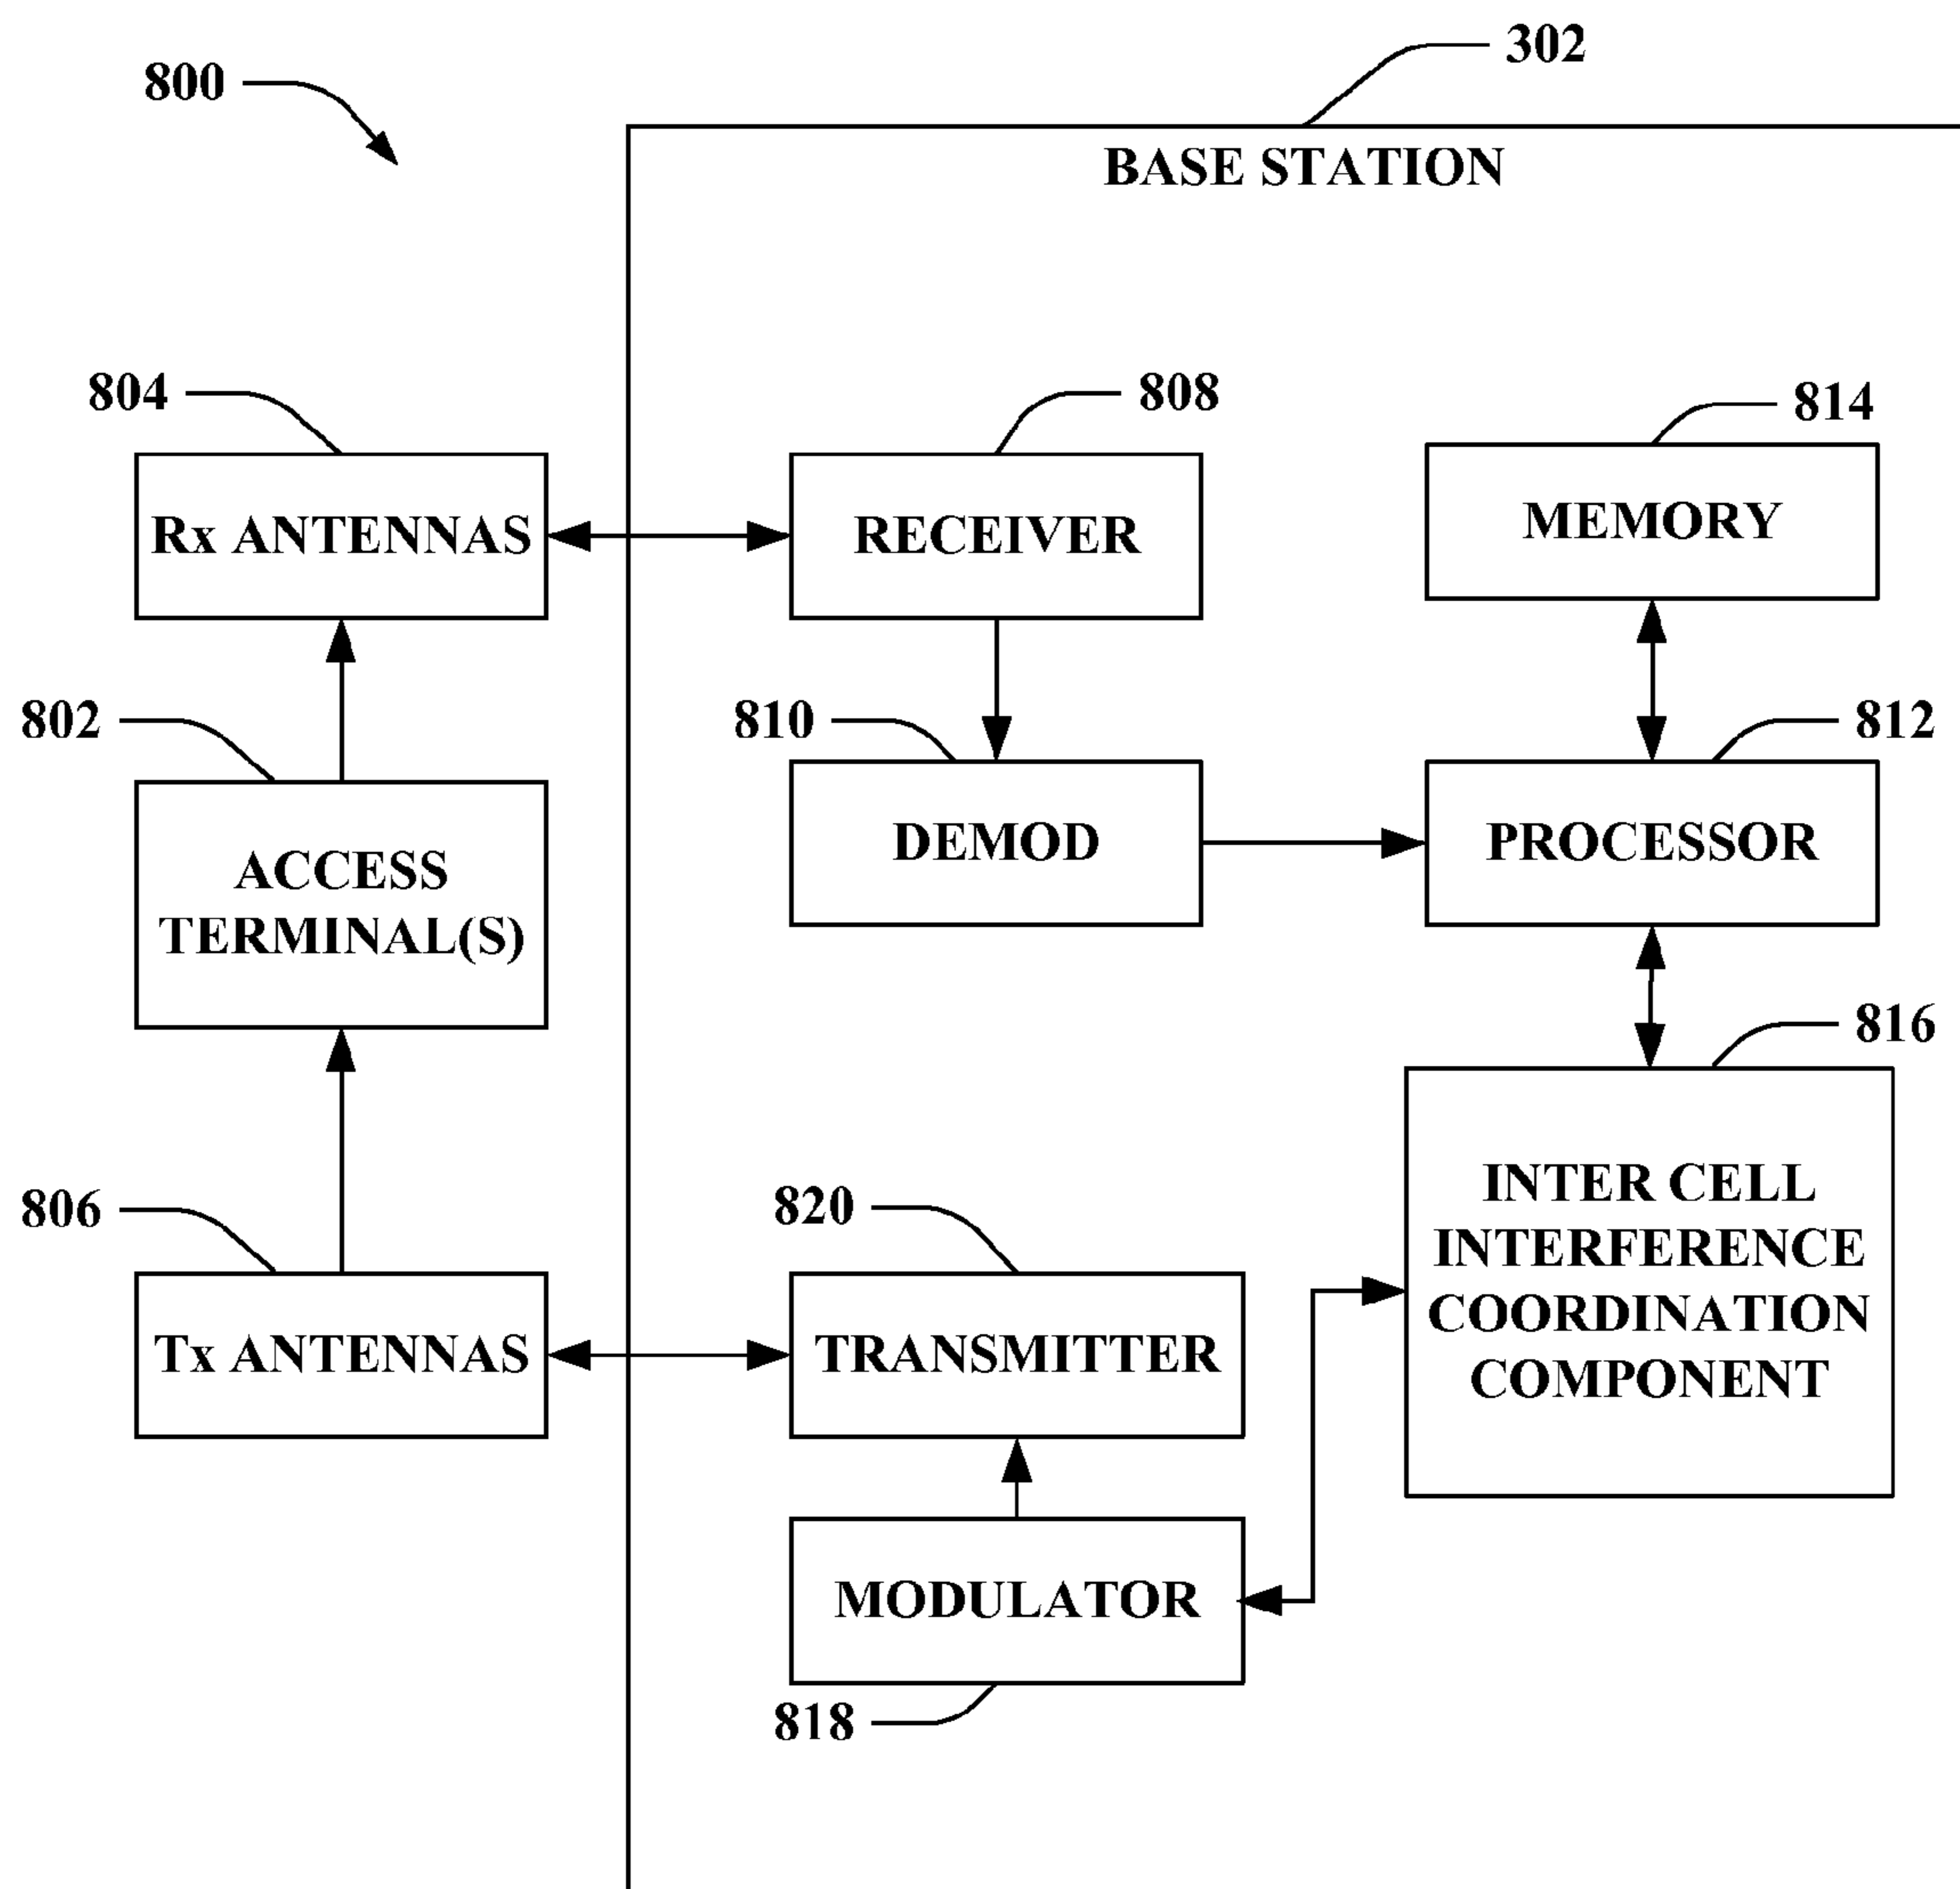 302
800
BASE STATION
804
808
814
Rx ANTENNAS
RECEIVER
MEMORY
802
810
812
ACCESS
TERMINAL(S)
DEMOD
PROCESSOR
816
806
820
INTER CELL
INTERFERENCE
COORDINATION
COMPONENT
Tx ANTENNAS
TRANSMITTER
MODULATOR
818